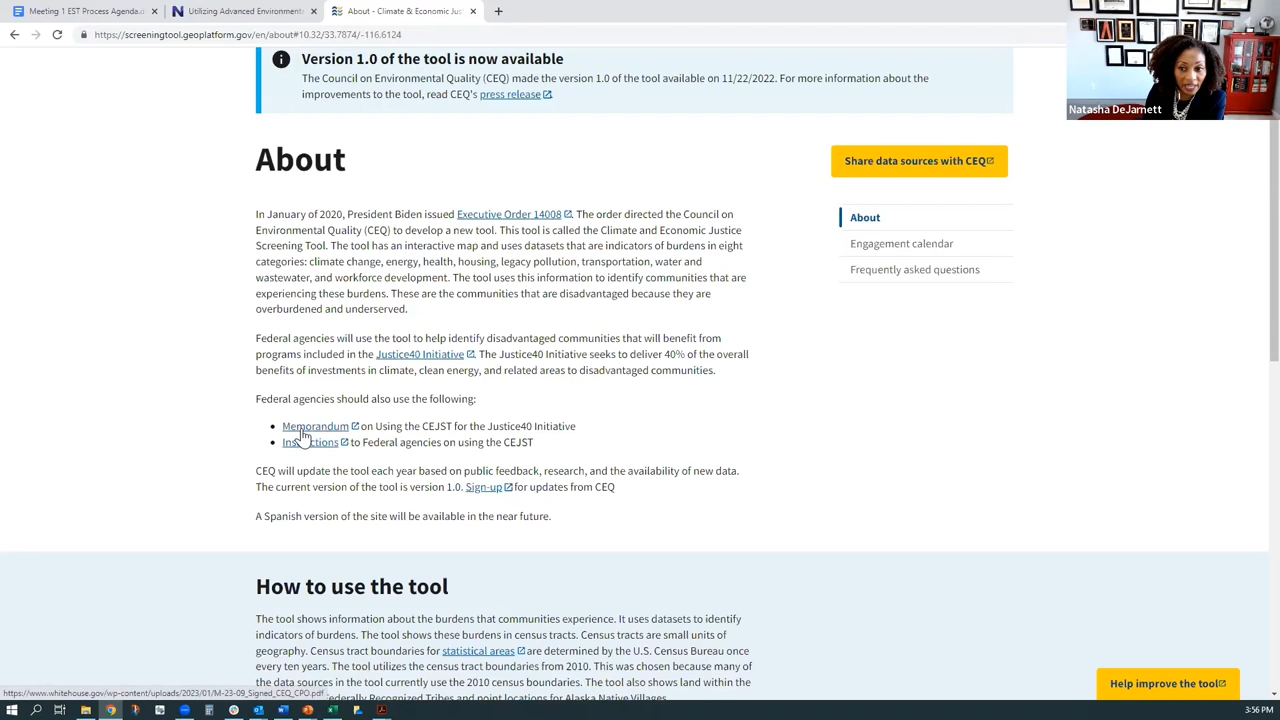 Meeting 1 EST Process Agenda.d
Utilizing Advanced Environment
About - Climate
conomic Jus
https://screeningtool.geoplatform.gov/en/about#10.32/33.7874/-116
Natasha DeJarnett
Version 1.0 of the tool is now available
The Council on Environmental Quality (CEQ) made the version 1.0 of the tool available on 11/22/2022. For more information about the
improvements to the tool, read CEQ's press release.
About
Share data sources with CEQ
In January of 2020, President Biden issued Executive Order 14008. The order directed the Council on
Environmental Quality (CEQ) to develop a new tool. This tool is called the Climate and Economic Justice
Screening Tool. The tool has an interactive map and uses datasets that are indicators of burdens in eight
categories: climate change, energy, health, housing, legacy pollution, transportation, water and
wastewater, and workforce development. The tool uses this information to identify communities that are
experiencing these burdens. These are the communities that are disadvantaged because they are
overburdened and underserved.
About
Engagement calendar
Frequently asked questions
Federal agencies will use the tool to help identify disadvantaged communities that will benefit from
programs included in the Justice40 Initiative. The Justice40 Initiative seeks to deliver 40% of the overall
benefits of investments in climate, clean energy, and related areas to disadvantaged communities.
Federal agencies should also use the following:
• Memorandum on Using the CEJST for the Justice40 Initiative
• Instructions to Federal agencies on using the CEJST
CEQ will update the tool each year based on public feedback, research, and the availability of new data.
The current version of the tool is version 1.0. Sign-up for updates from CEQ
A Spanish version of the site will be available in the near future.
How to use the tool
The tool shows information about the burdens that communities experience. It uses datasets to identify
indicators of burdens. The tool shows these burdens in census tracts. Census tracts are small units of
geography. Census tract boundaries for statistical areas are determined by the U.S. Census Bureau once
every ten years. The tool utilizes the census tract boundaries from 2010. This was chosen because many of
the data sources in the tool currently use the 2010 census boundaries. The tool also shows land within the
Federally Recognized Tribes and
ocations for Alaska Native Villages
Help improve the tool
https://www.whitehouse.gov/wp-content/uploads/2023/01/M-23-09_Signed_CEQ_CPO.pdf
3:56 PM